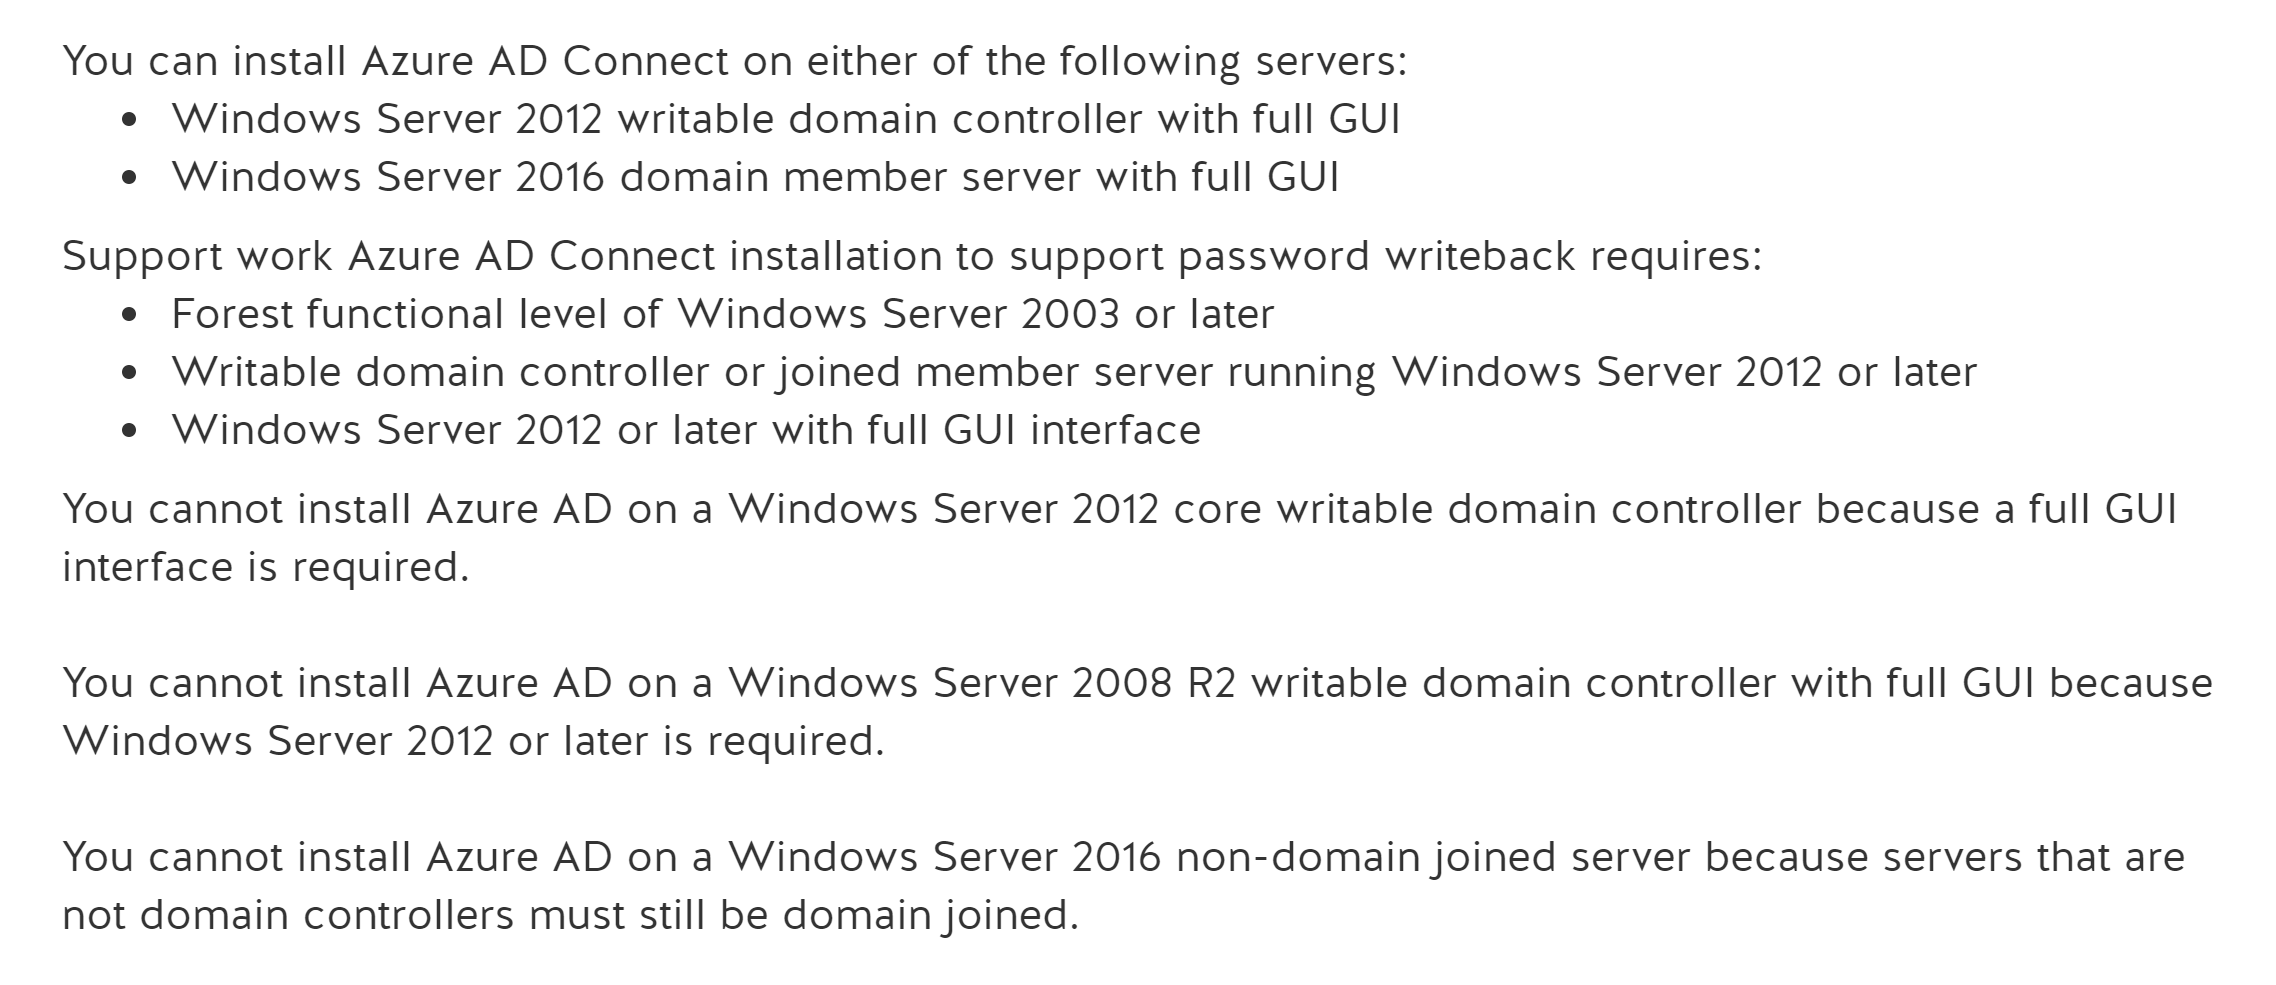 You can install Azure AD Connect on either of the following servers:
• Windows Server 2012 writable domain controller with full GUI
• Windows Server 2016 domain member server with full GUI
Support work Azure AD Connect installation to support password writeback requires:
• Forest functional level of Windows Server 2003 or later
• Writable domain controller or joined member server running Windows Server 2012 or later
• Windows Server 2012 or later with full GUI interface
You cannot install Azure AD on a Windows Server 2012 core writable domain controller because a full GUI
interface is required.
You cannot install Azure AD on a Windows Server 2008 R2 writable domain controller with full GUI because
Windows Server 2012 or later is required.
You cannot install Azure AD on a Windows Server 2016 non-domain joined server because servers that are
not domain controllers must still be domain joined.